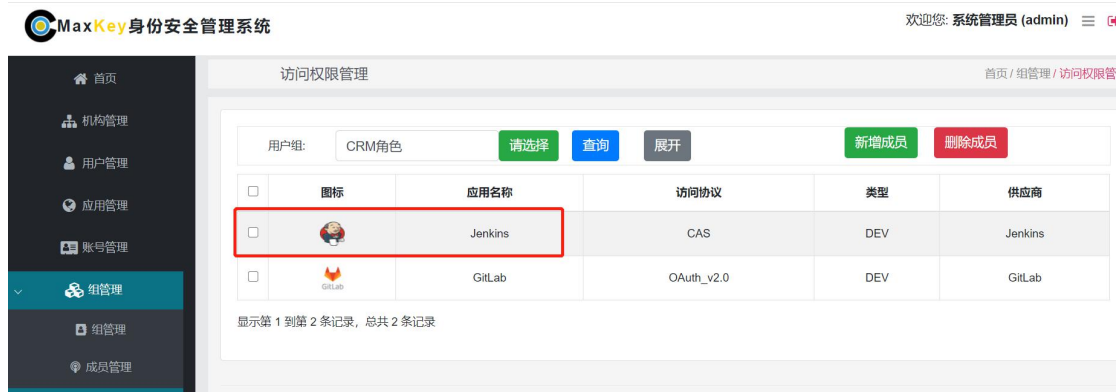 MaxKey身份安全管理系统
欢迎您: 系统管理员 (admin)
首页
访问权限管理
首页 / 组管理 / 访问权限管
机构管理
用户管理
应用管理
账号管理
组管理
组管理
成员管理
用户组: CRM角色 请选择 查询 展开 新增成员 删除成员
图标 应用名称 访问协议 类型 供应商
Jenkins CAS DEV Jenkins
GitLab GitLab OAuth_v2.0 DEV GitLab
显示第 1 到第 2 条记录，总共 2 条记录